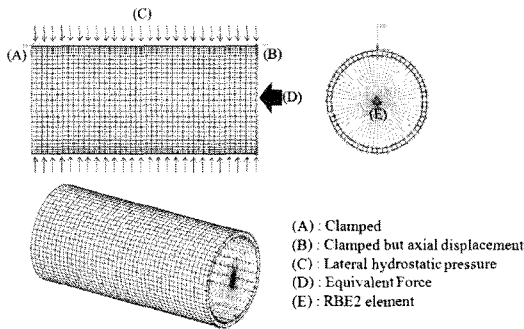 (C)
(A)
(B)
(D)
(E)
(A) : Clamped
(B) : Clamped but axial displacement
(C) : Lateral hydrostatic pressure
(D) : Equivalent Force
(E) : RBE2 element